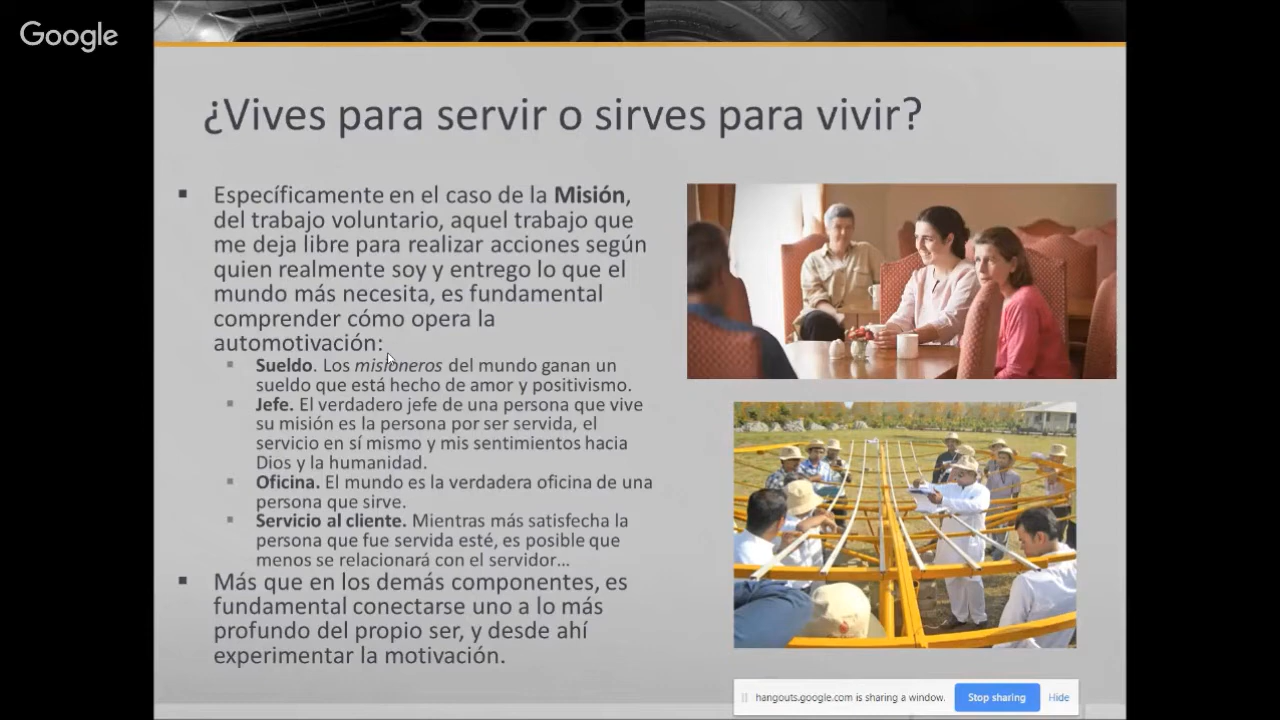 Google
¿Vives para servir o sirves para vivir?
Específicamente en el caso de la Misión,
del trabajo voluntario, aquel trabajo que
me deja libre para realizar acciones según
quien realmente soy y entrego lo que el
mundo más necesita, es fundamental
comprender cómo opera la
automotivación:
Sueldo. Los misioneros del mundo ganan un
sueldo que está hecho de amor y positivismo.
Jefe. El verdadero jefe de una persona que vive
su misión es la persona por ser servida, el
servicio en sí mismo y mis sentimientos hacia
Dios y la humanidad.
Oficina. El mundo es la verdadera oficina de una
persona que sirve.
Servicio al cliente. Mientras más satisfecha la
persona que fue servida esté, es posible que
menos se relacionará con el servidor…
Más que en los demás componentes, es
fundamental conectarse uno a lo más
profundo del propio ser, y desde ahí
experimentar la motivación.
hangouts.google.com is sharing a window.
Stop sharing
Hide